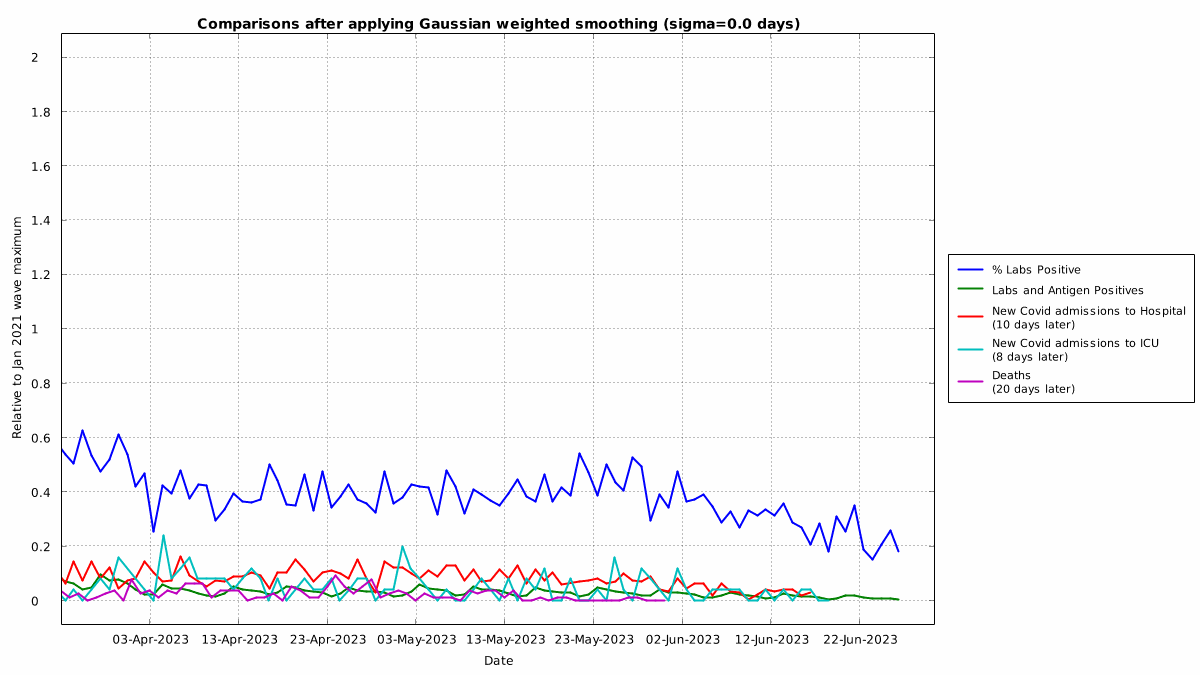 Comparisons after applying Gaussian weighted smoothing (sigma=0.0 days)
Relative to Jan 2021 wave maximum
2
1.8
1.6
1.4
1.2
1
0.8
0.6
0.4
0.2
0
03-Apr-2023 13-Apr-2023 23-Apr-2023 03-May-2023 13-May-2023 23-May-2023 02-Jun-2023 12-Jun-2023 22-Jun-2023
Date
% Labs Positive
Labs and Antigen Positives
New Covid admissions to Hospital
(10 days later)
New Covid admissions to ICU
(8 days later)
Deaths
(20 days later)